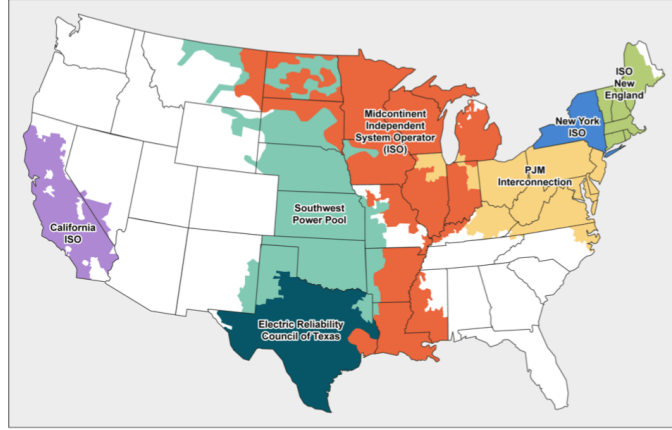 ISO
New
England
Midcontinent
Independent
System Operator
(ISO)
New York
ISO
PJM
Interconnection
Southwest
Power Pool
California
ISO
Electric Reliability
Council of Texas